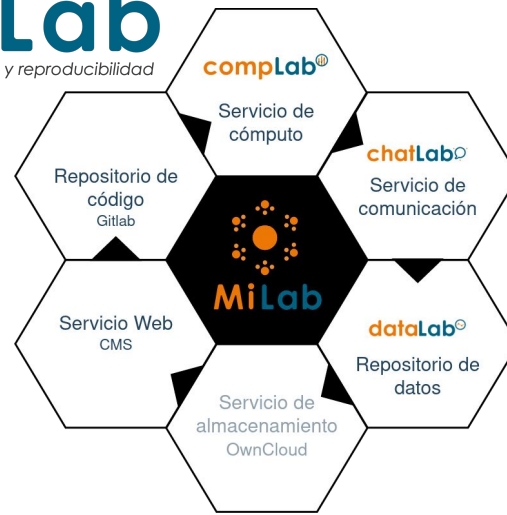 Lab
y reproducibilidad
compLab
Servicio de
cómputo
chatLab
Servicio de
comunicación
Repositorio de
código
Gitlab
MiLab
Servicio Web
CMS
dataLab
Repositorio de
datos
Servicio de
almacenamiento
OwnCloud